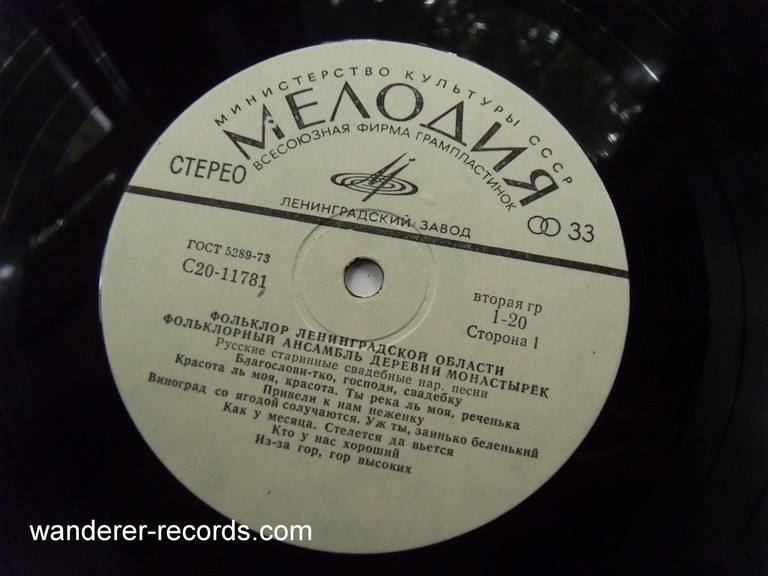 МИНИСТЕРСТВО КУЛЬТУРЫ СССР
МЕЛОДИЯ
ВСЕСОЮЗНАЯ ФИРМА ГРАМПЛАСТИНОК
СТЕРЕО
ЛЕНИНГРАДСКИЙ ЗАВОД
33
ГОСТ 5289-73
С20-11781
вторая гр
1-20
Сторона 1
ФОЛЬКЛОР ЛЕНИНГРАДСКОЙ ОБЛАСТИ
ФОЛЬКЛОРНЫЙ АНСАМБЛЬ ДЕРЕВНИ МОНАСТЫРЕК
Русские старинные свадебные нар. песни
Благослови-тко, господи, свадебку
Красота ль моя, красота. Ты река ль моя, реченька
Привели к нам неженку
Виноград со ягодой солучаются. Уж ты, заинько беленький
Как у месяца. Стелется да вьется
Кто у нас хороший
Из-за гор, гор высоких
wanderer-records.com